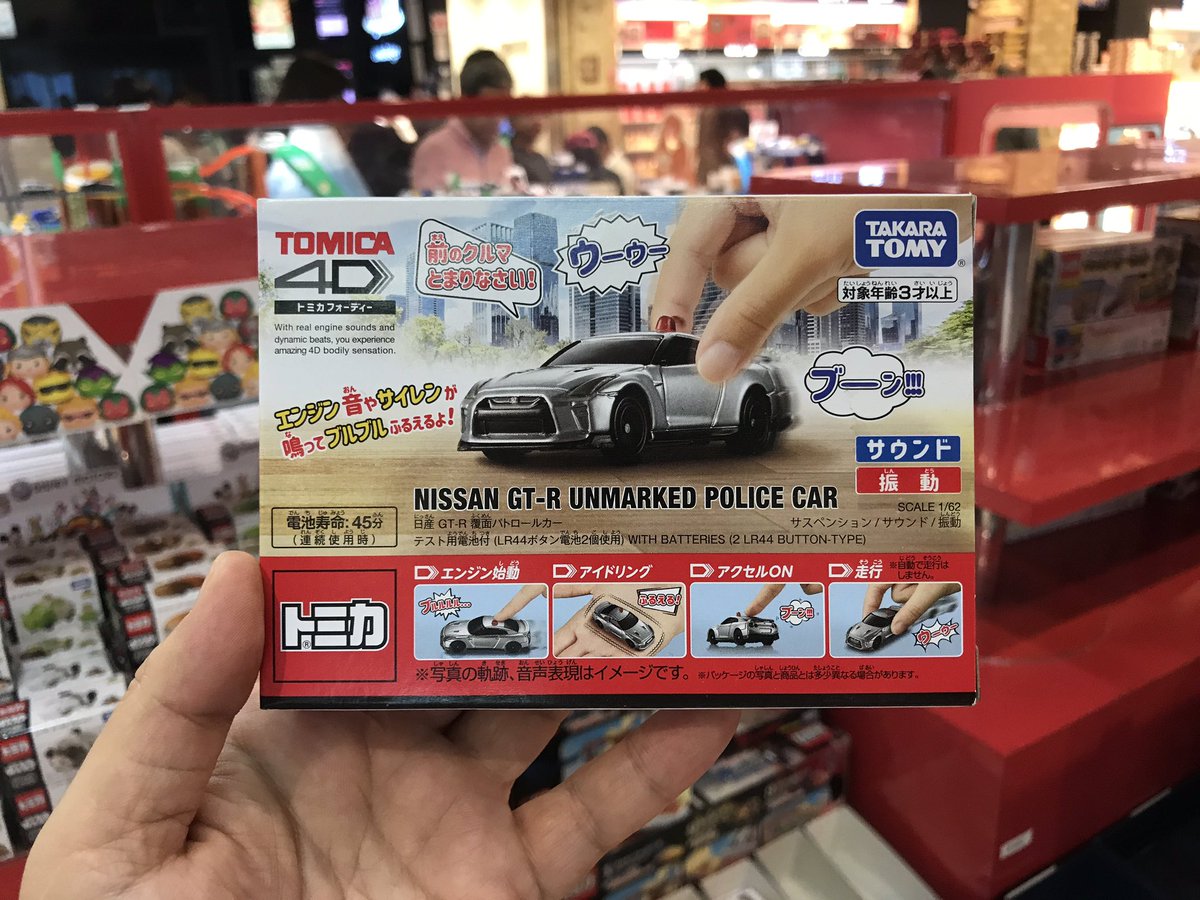 TOMICA
4D
トミカフォーディー
With real engine sounds and
dynamic beats, you experience
amazing 4D bodily sensation.
前のクルマ
とまりなさい!
ウーウー
TAKARA
TOMY
対象年齢3才以上
エンジン音やサイレンが
鳴ってブルブルふるえるよ!
ブーン!!!
サウンド
振動
NISSAN GT-R UNMARKED POLICE CAR
SCALE 1/62
日産 GT-R 覆面パトロールカー
サスペンション/サウンド/振動
テスト用電池付 (LR44ボタン電池2個使用) WITH BATTERIES (2 LR44 BUTTON-TYPE)
電池寿命:45分
(連続使用時)
トミカ
エンジン始動
アイドリング
アクセルON
走行
※自動で走行は
しません。
ブルルルル...
ふるえる!
ブーン!!!
ウーウー
※写真の軌跡、音声表現はイメージです。
※パッケージの写真と商品とは多少異なる場合があります。